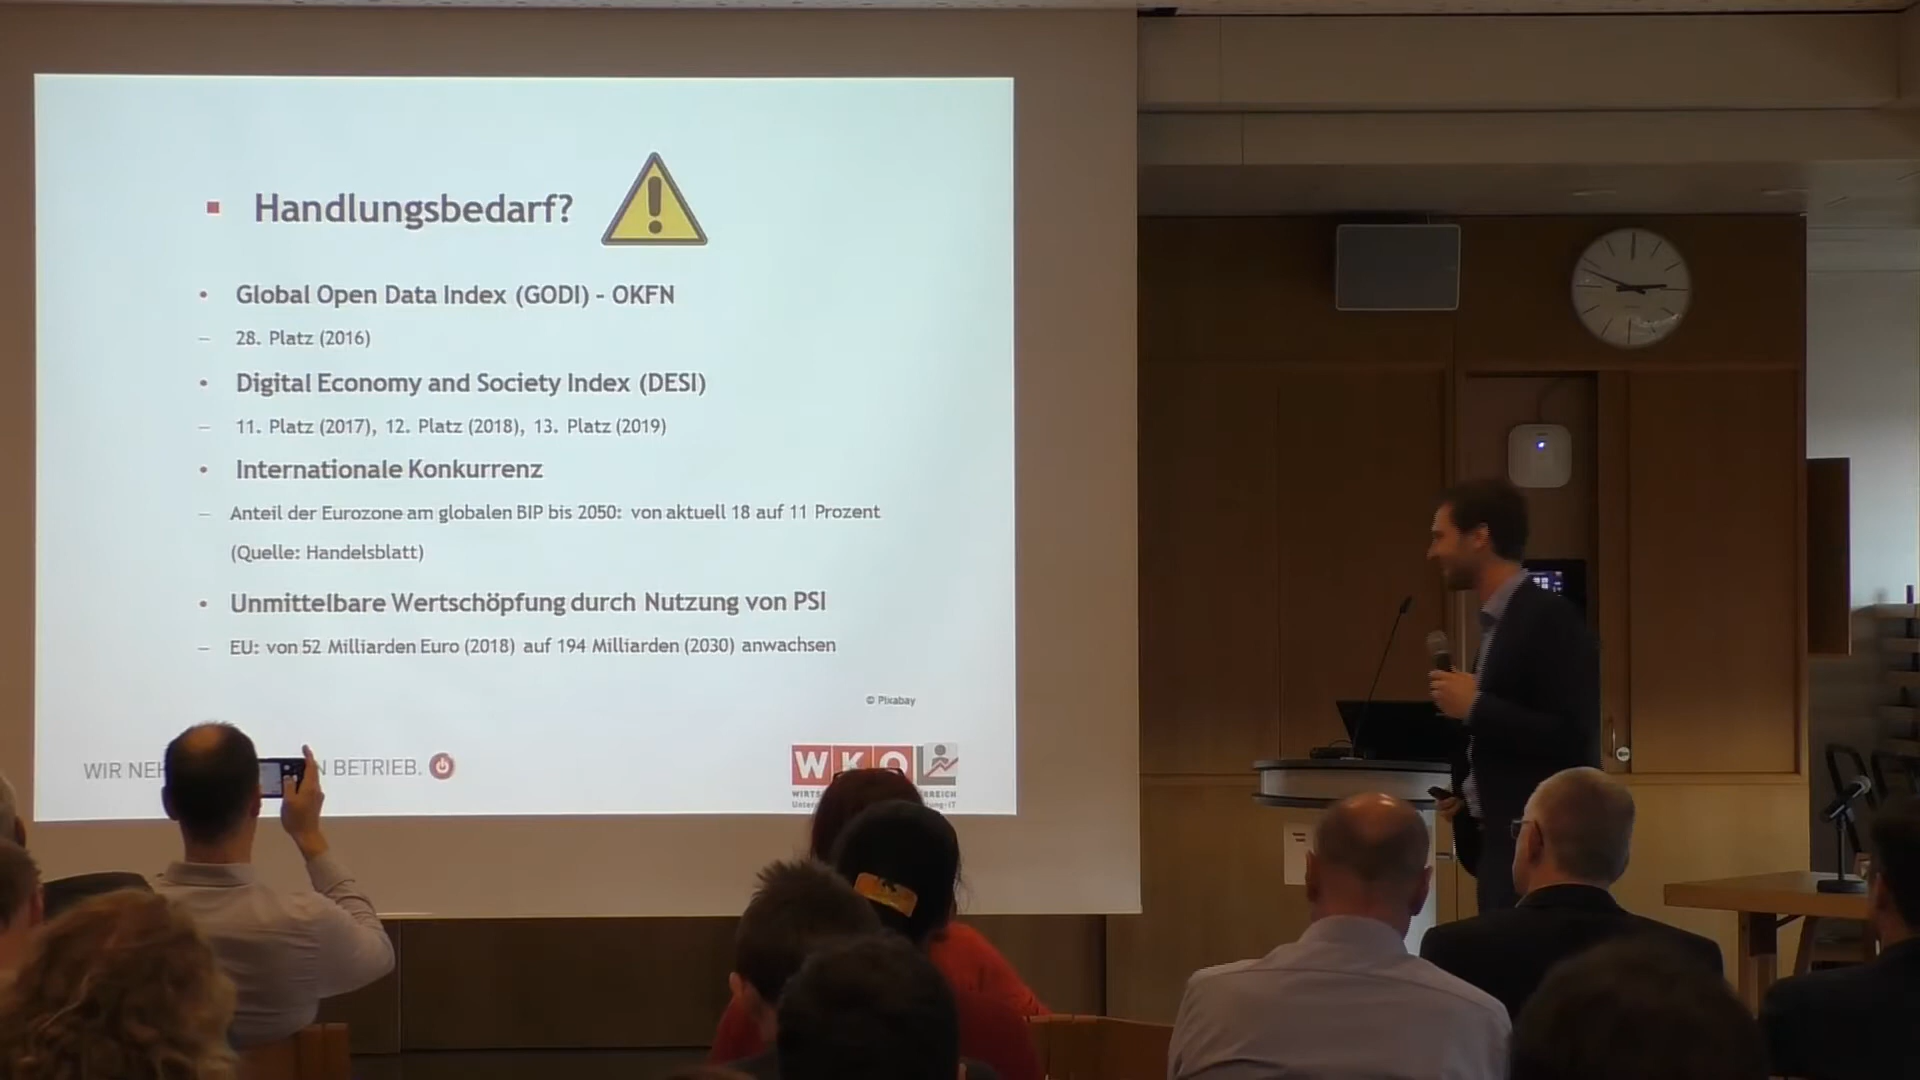 Handlungsbedarf?
Global Open Data Index (GODI) - OKFN
28. Platz (2016)
Digital Economy and Society Index (DESI)
11. Platz (2017), 12. Platz (2018), 13. Platz (2019)
Internationale Konkurrenz
Anteil der Eurozone am globalen BIP bis 2050: von aktuell 18 auf 11 Prozent
(Quelle: Handelsblatt)
Unmittelbare Wertschöpfung durch Nutzung von PSI
EU: von 52 Milliarden Euro (2018) auf 194 Milliarden (2030) anwachsen
© Pixabay
WIR BETRIEB.
WKO